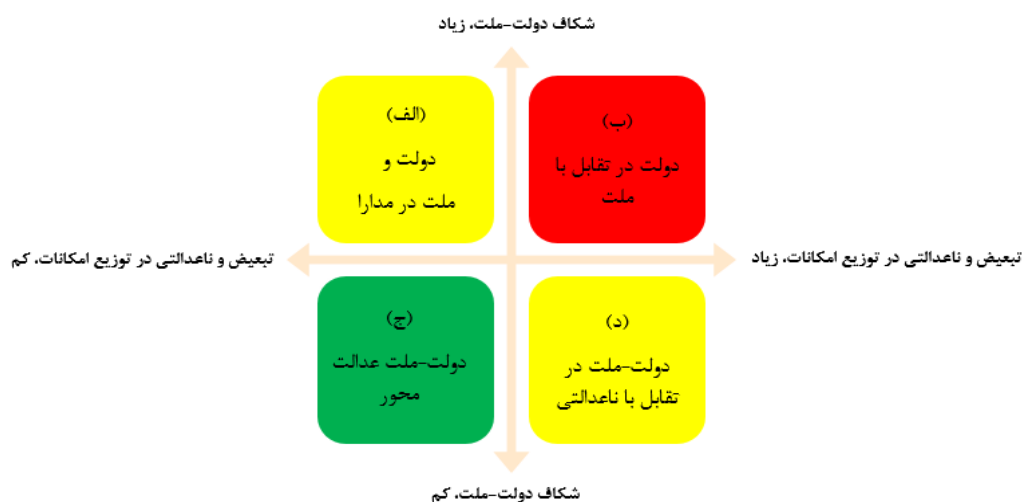 شکاف دولت-ملت، زیاد
(ب)
دولت در تقابل با
ملت
(الف)
دولت و
ملت در مدارا
تبعیض و ناعدالتی در توزیع امکانات، زیاد
تبعیض و ناعدالتی در توزیع امکانات، کم
(د)
دولت-ملت در
تقابل با ناعدالتی
(ج)
دولت-ملت عدالت
محور
شکاف دولت-ملت، کم